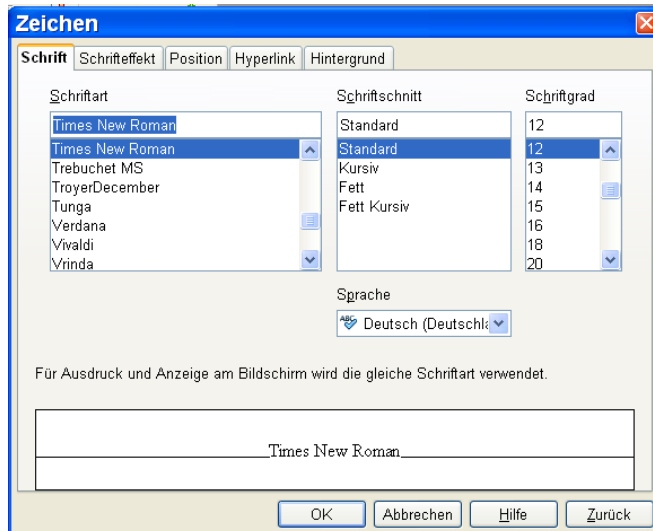 Zeichen
Schrift Schrifteffekt Position Hyperlink Hintergrund
Schriftart Schriftschnitt Schriftgrad
Times New Roman Standard 12
Times New Roman Standard 12
Trebuchet MS Kursiv 13
TroyerDecember Fett 14
Tunga Fett Kursiv 15
Verdana 16
Vivaldi 18
Vrinda 20
Sprache
ABC Deutsch (Deutschla
Für Ausdruck und Anzeige am Bildschirm wird die gleiche Schriftart verwendet.
Times New Roman
OK Abbrechen Hilfe Zurück